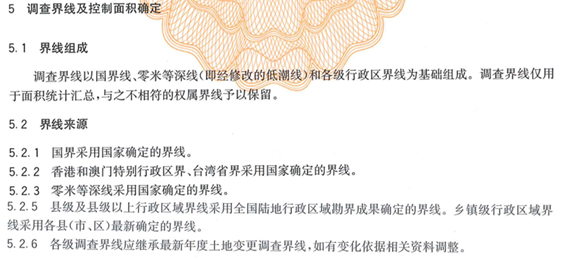 5 调查界线及控制面积确定
5.1 界线组成
调查界线以国界线、零米等深线(即经修改的低潮线)和各级行政区界线为基础组成。调查界线仅用
于面积统计汇总,与之不相符的权属界线予以保留。
5.2 界线来源
5.2.1 国界采用国家确定的界线。
5.2.2 香港和澳门特别行政区界、台湾省界采用国家确定的界线。
5.2.3 零米等深线采用国家确定的界线。
5.2.5 县级及县级以上行政区域界线采用全国陆地行政区域勘界成果确定的界线。乡镇级行政区域界
线采用各县(市、区)最新确定的界线。
5.2.6 各级调查界线应继承最新年度土地变更调查界线,如有变化依据相关资料调整。